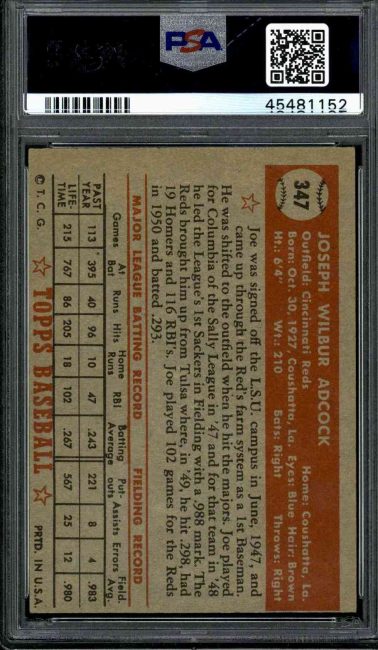 PSA
45481152
347
JOSEPH WILBUR ADCOCK
Outfield: Cincinnati Reds Home: Coushatta, La.
Born: Oct. 30, 1927, Coushatta, La. Eyes: Blue Hair: Brown
Ht.: 6'4" Wt.: 210 Bats: Right Throws: Right
Joe was signed off the L.S.U. campus in June, 1947, and
came up through the Red's farm system as a 1st Baseman.
He was shifted to the outfield when he hit the majors. Joe played
for Columbia of the Sally League in '47 and for that team in '48
he led the League's 1st Sackers in Fielding with a .988 mark. The
Reds brought him up from Tulsa where, in '49, he hit .298, had
19 Homers and 116 RBI's. Joe played 102 games for the Reds
in 1950 and batted .293.
MAJOR LEAGUE BATTING RECORD FIELDING RECORD
Games At Bat Runs Hits Home Runs RBI Batting Average Put-outs Assists Errors Field. Avg.
PAST YEAR 113 395 40 96 10 47 .243 221 8 4 .983
LIFE-TIME 215 767 86 205 18 102 .267 567 25 12 .980
© T. C. G. TOPPS BASEBALL PRTD. IN U.S.A.